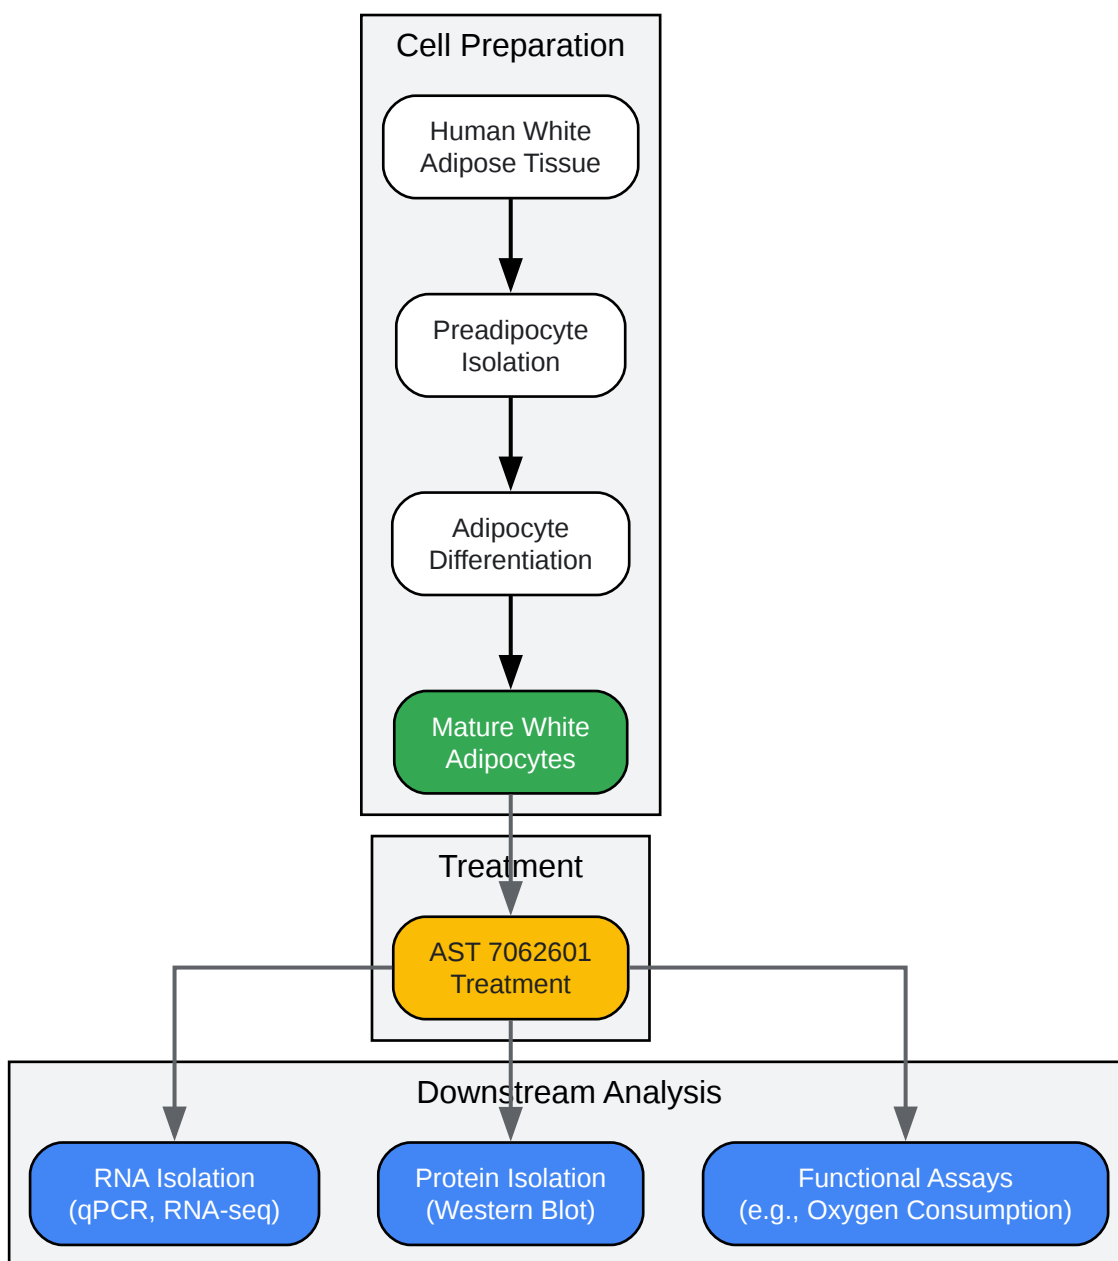 Cell Preparation
Human White
Adipose Tissue
Preadipocyte
Isolation
Adipocyte
Differentiation
Mature White
Adipocytes
Treatment
AST 7062601
Treatment
Downstream Analysis
RNA Isolation
(qPCR, RNA-seq)
Protein Isolation
(Western Blot)
Functional Assays
(e.g., Oxygen Consumption)